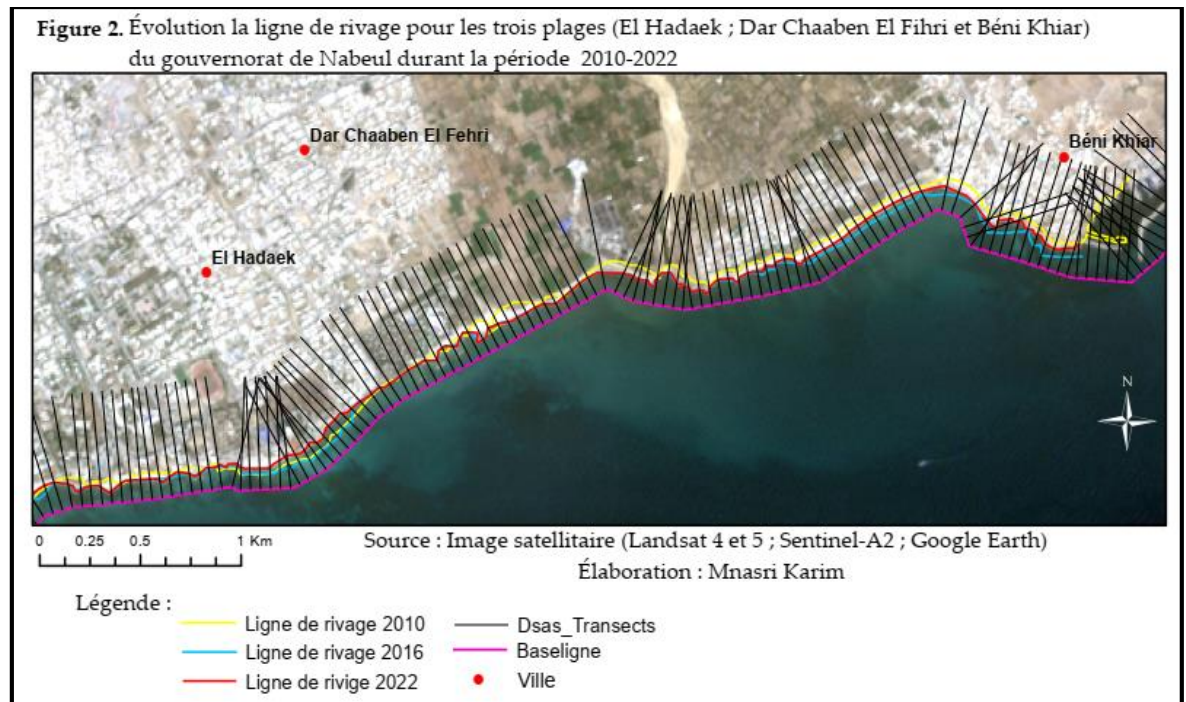 Figure 2. Évolution la ligne de rivage pour les trois plages (El Hadaek ; Dar Chaaben El Fihri et Béni Khiar)
du gouvernorat de Nabeul durant la période 2010-2022
Dar Chaaben El Fehri
Béni Khiar
El Hadaek
N
0 0.25 0.5 1 Km
Source : Image satellitaire (Landsat 4 et 5 ; Sentinel-A2 ; Google Earth)
Élaboration : Mnasri Karim
Légende :
Ligne de rivage 2010
Ligne de rivage 2016
Ligne de rivige 2022
Dsas_Transects
Baseligne
Ville